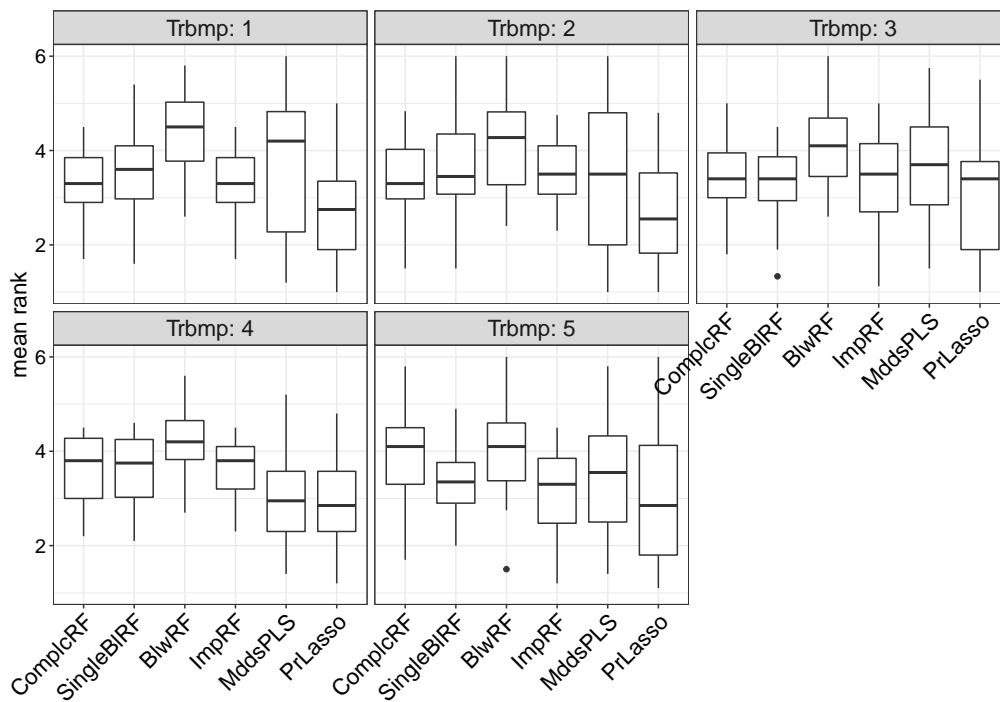 Trbmp: 1
Trbmp: 2
Trbmp: 3
6
4
2
ComplcRF
SingleBlRF
BlwRF
ImpRF
MddsPLS
PrLasso
mean rank
Trbmp: 4
Trbmp: 5
6
4
2
ComplcRF
SingleBlRF
BlwRF
ImpRF
MddsPLS
PrLasso
ComplcRF
SingleBlRF
BlwRF
ImpRF
MddsPLS
PrLasso